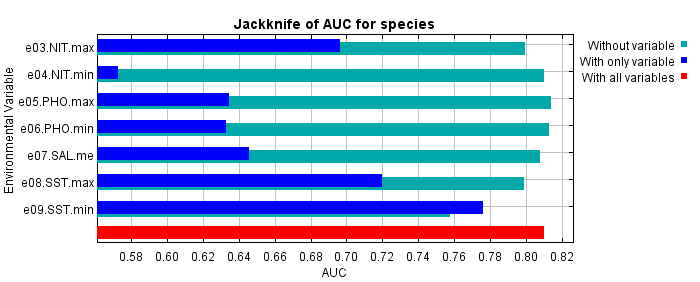 Jackknife of AUC for species
Environmental Variable
e03.NIT.max
e04.NIT.min
e05.PHO.max
e06.PHO.min
e07.SAL.me
e08.SST.max
e09.SST.min
0.58 0.60 0.62 0.64 0.66 0.68 0.70 0.72 0.74 0.76 0.78 0.80 0.82
AUC
Without variable
With only variable
With all variables